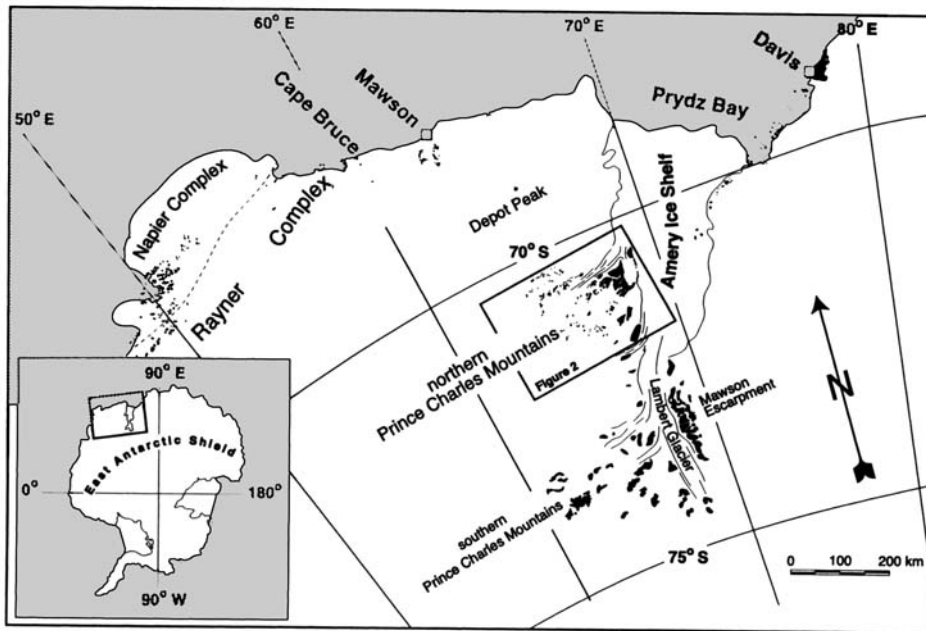 60° E
70° E
80° E
50° E
Cape Bruce
Mawson
Davis
Prydz Bay
Napier Complex
Rayner Complex
Depot Peak
70° S
Amery Ice Shelf
northern
Prince Charles Mountains
Figure 2
Lambert Glacier
Mawson
Escarpment
N
southern
Prince Charles Mountains
75° S
0 100 200 km
90° E
East Antarctic Shield
0°
180°
90° W